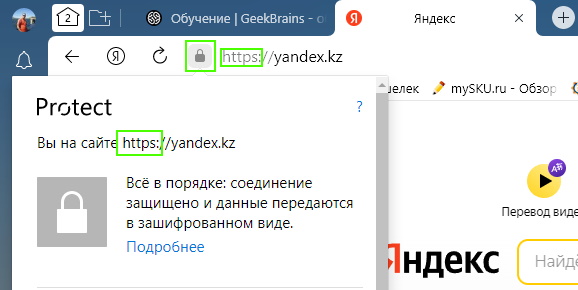 2
Обучение | GeekBrains - о
Я Яндекс
Я https://yandex.kz
Protect
?
шелек
mySKU.ru - Обзор
Вы на сайте https://yandex.kz
Всё в порядке: соединение
защищено и данные передаются
в зашифрованном виде.
Подробнее
Перевод виде
Яндекс
Найдё